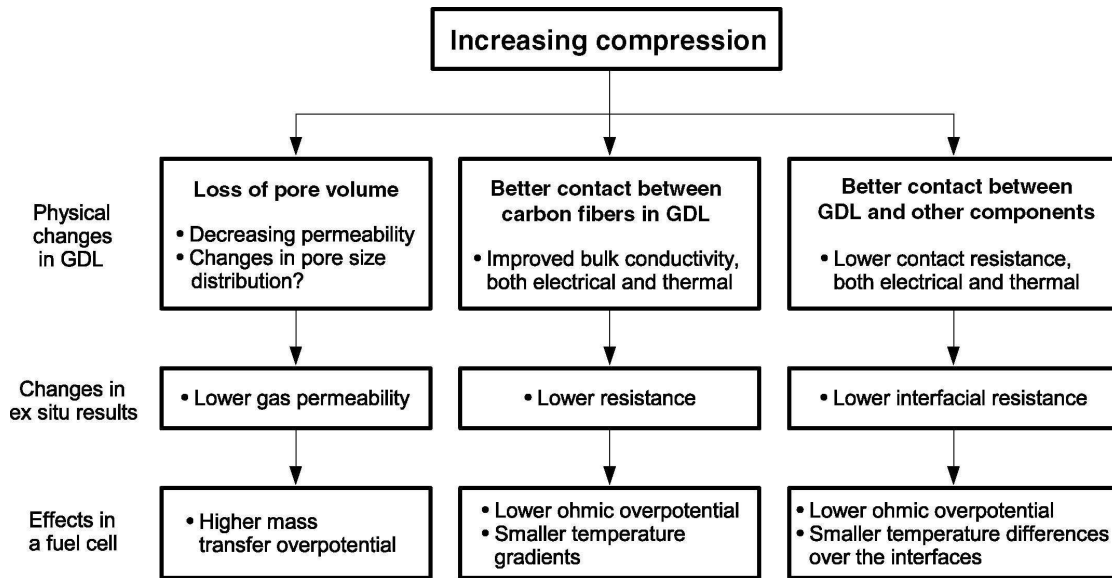 Increasing compression
Physical
changes
in GDL
Loss of pore volume
• Decreasing permeability
• Changes in pore size
distribution?
Better contact between
carbon fibers in GDL
• Improved bulk conductivity,
both electrical and thermal
Better contact between
GDL and other components
• Lower contact resistance,
both electrical and thermal
Changes in
ex situ results
• Lower gas permeability
• Lower resistance
• Lower interfacial resistance
Effects in
a fuel cell
• Higher mass
transfer overpotential
• Lower ohmic overpotential
• Smaller temperature
gradients
• Lower ohmic overpotential
• Smaller temperature differences
over the interfaces